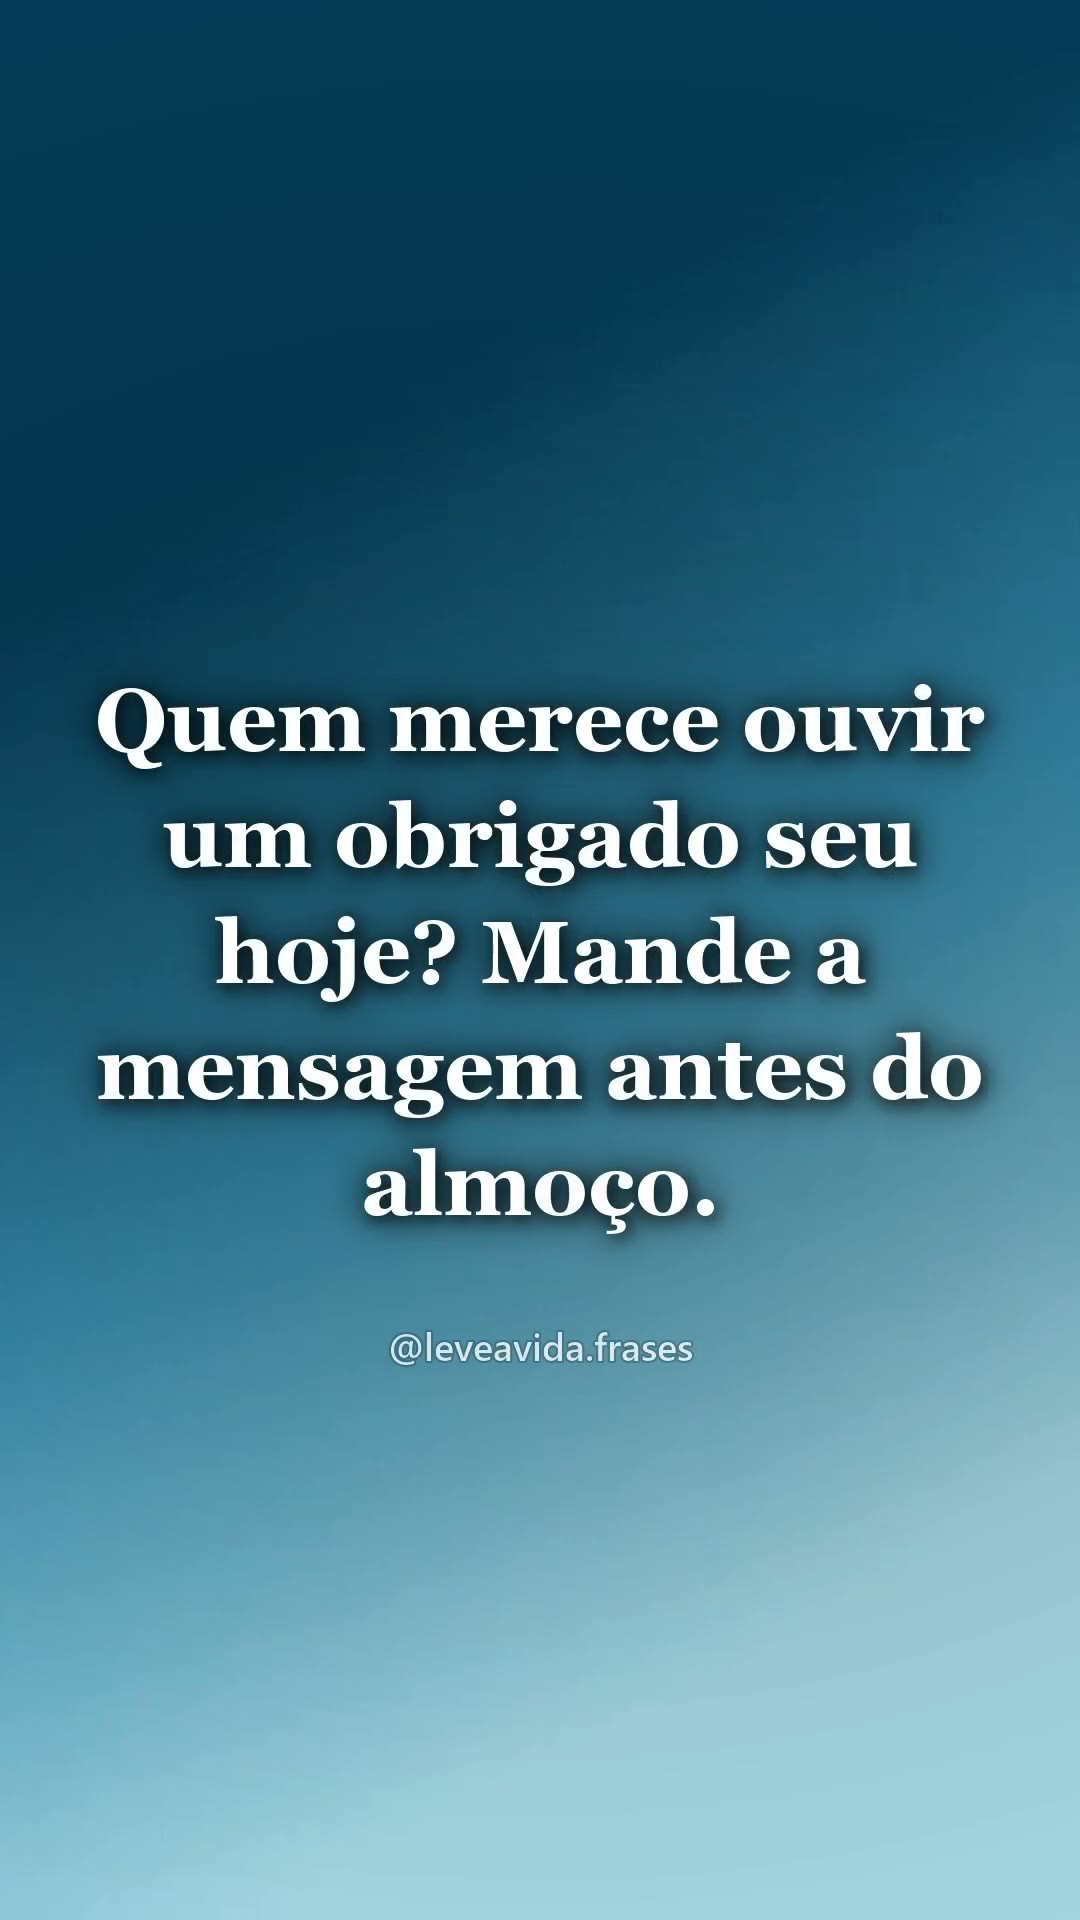 Quem merece ouvir
um obrigado seu
hoje? Mande a
mensagem antes do
almoço.
@leveavida.frases